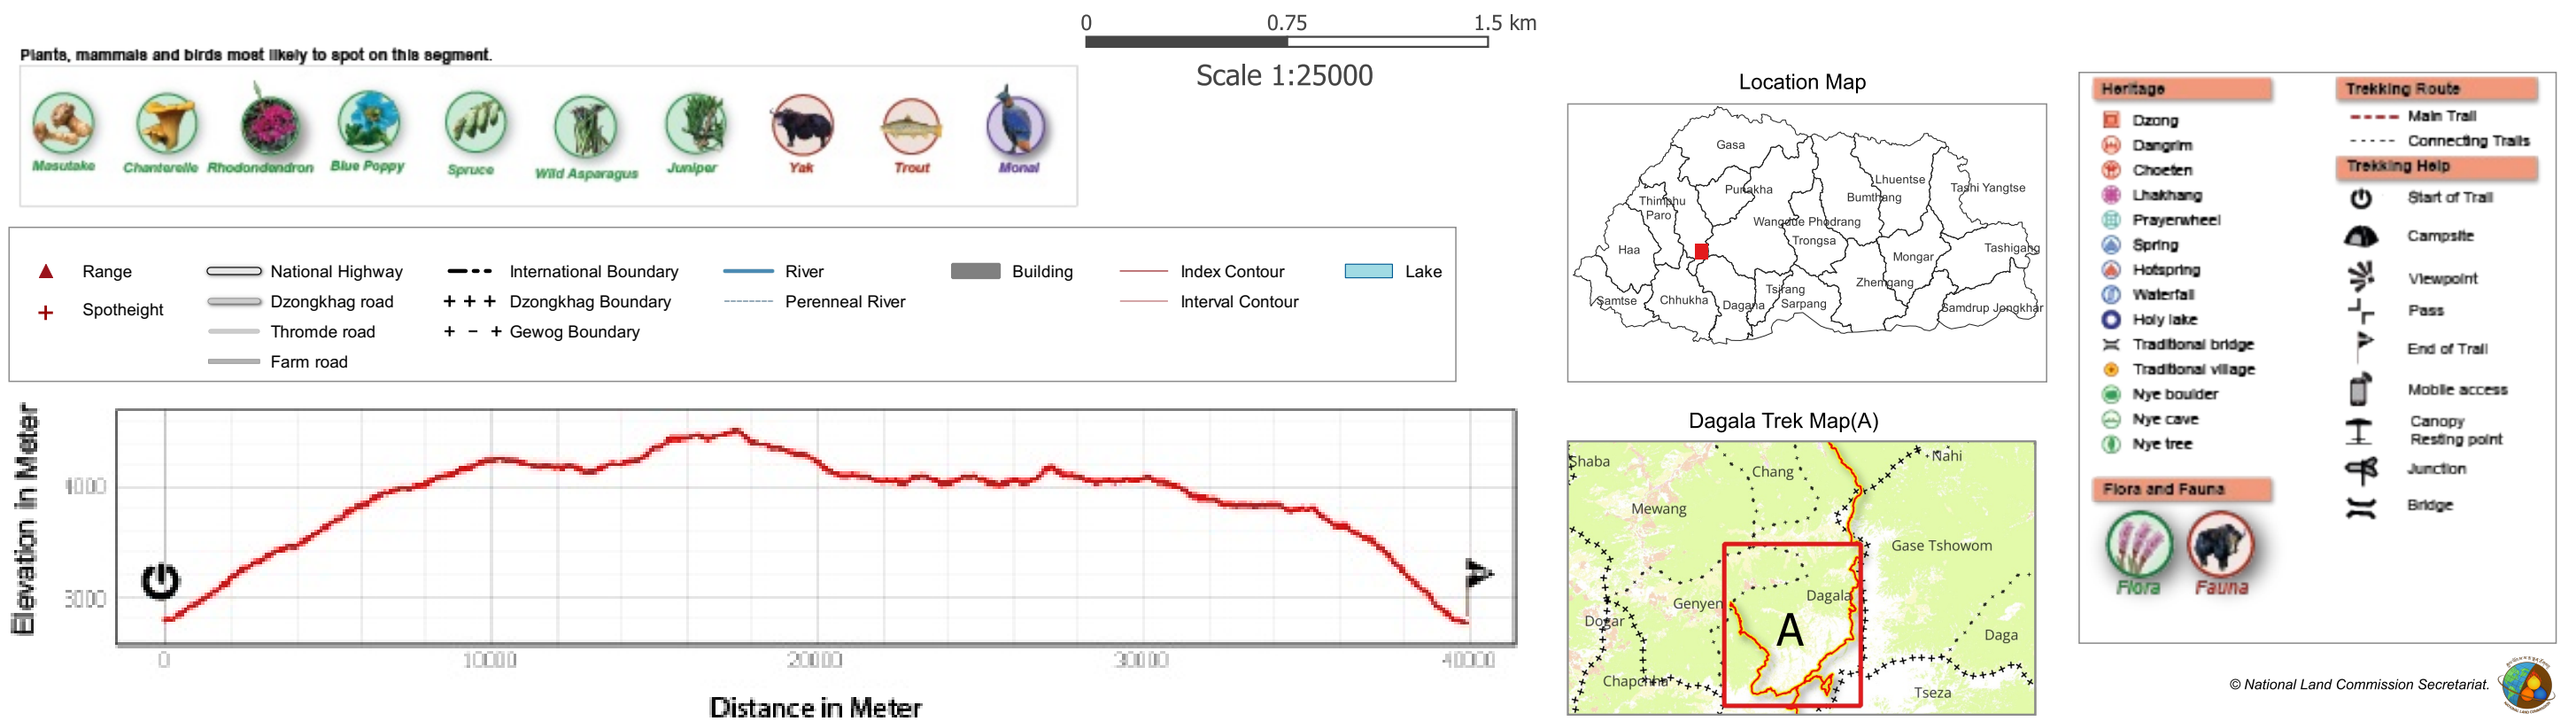 Plants, mammals and birds most likely to spot on this segment.
Masutake
Chanterelle
Rhodondendron
Blue Poppy
Spruce
Wild Asparagus
Juniper
Yak
Trout
Monal
0 0.75 1.5 km
Scale 1:25000
Range
Spotheight
National Highway
Dzongkhag road
Thromde road
Farm road
International Boundary
Dzongkhag Boundary
Gewog Boundary
River
Perenneal River
Building
Index Contour
Interval Contour
Lake
Elevation in Meter
4000
3000
0 10000 20000 30000 40000
Distance in Meter
Location Map
Gasa
Punakha
Thimphu
Paro
Haa
Wangdue Phodrang
Trongsa
Bumthang
Lhuentse
Tashi Yangtse
Mongar
Tashigang
Zhemgang
Tsirang
Sarpang
Dagana
Chhukha
Samtse
Samdrup Jongkhar
Dagala Trek Map(A)
Shaba
Chang
Nahi
Mewang
Gase Tshowom
Genyen
Dagala
Dogar
A
Daga
Chapchha
Tseza
Heritage
Dzong
Dangrim
Choeten
Lhakhang
Prayerwheel
Spring
Hotspring
Waterfall
Holy lake
Traditional bridge
Traditional village
Nye boulder
Nye cave
Nye tree
Flora and Fauna
Flora
Fauna
Trekking Route
Main Trail
Connecting Trails
Trekking Help
Start of Trail
Campsite
Viewpoint
Pass
End of Trail
Mobile access
Canopy
Resting point
Junction
Bridge
© National Land Commission Secretariat.